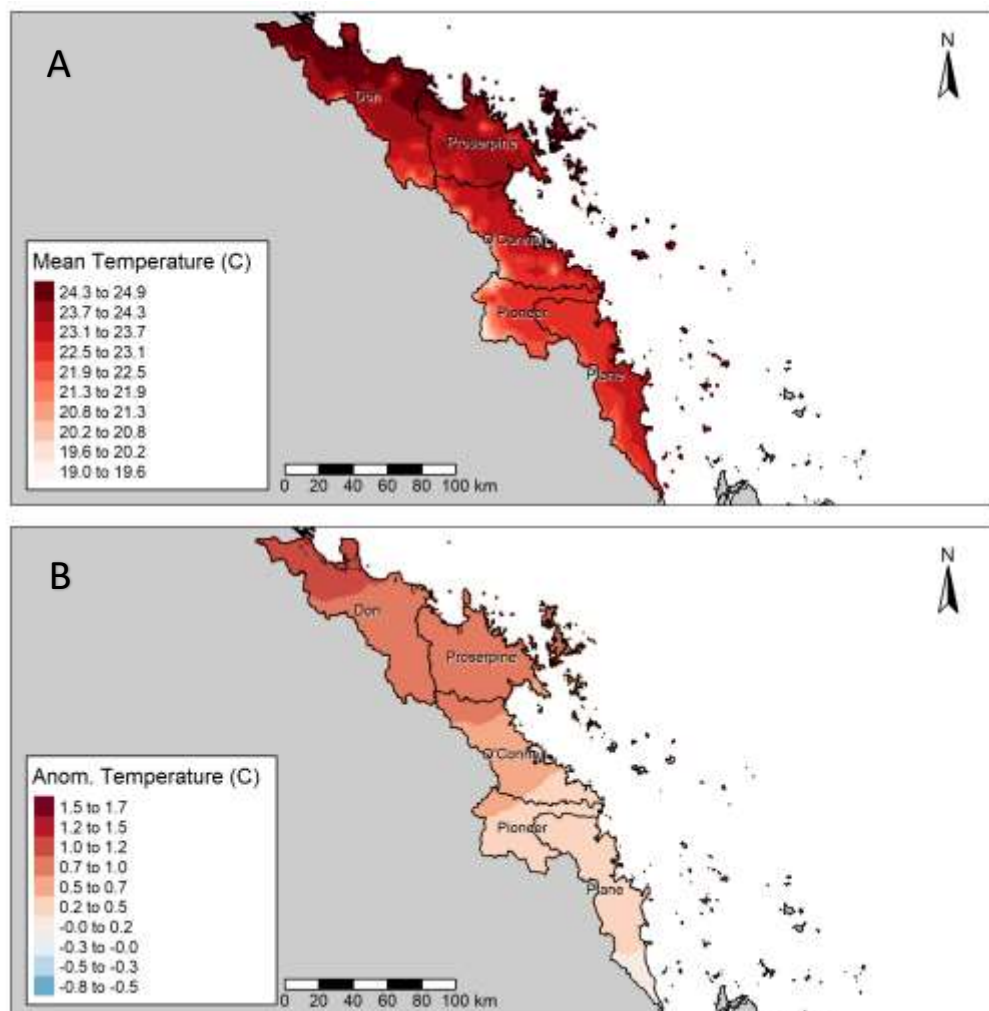 A
N
Don
Proserpine
O'Connell
Pioneer
Plane
Mean Temperature (C)
24.3 to 24.9
23.7 to 24.3
23.1 to 23.7
22.5 to 23.1
21.9 to 22.5
21.3 to 21.9
20.8 to 21.3
20.2 to 20.8
19.6 to 20.2
19.0 to 19.6
0 20 40 60 80 100 km
B
N
Don
Proserpine
O'Connell
Pioneer
Plane
Anom. Temperature (C)
1.5 to 1.7
1.2 to 1.5
1.0 to 1.2
0.7 to 1.0
0.5 to 0.7
0.2 to 0.5
-0.0 to 0.2
-0.3 to -0.0
-0.5 to -0.3
-0.8 to -0.5
0 20 40 60 80 100 km